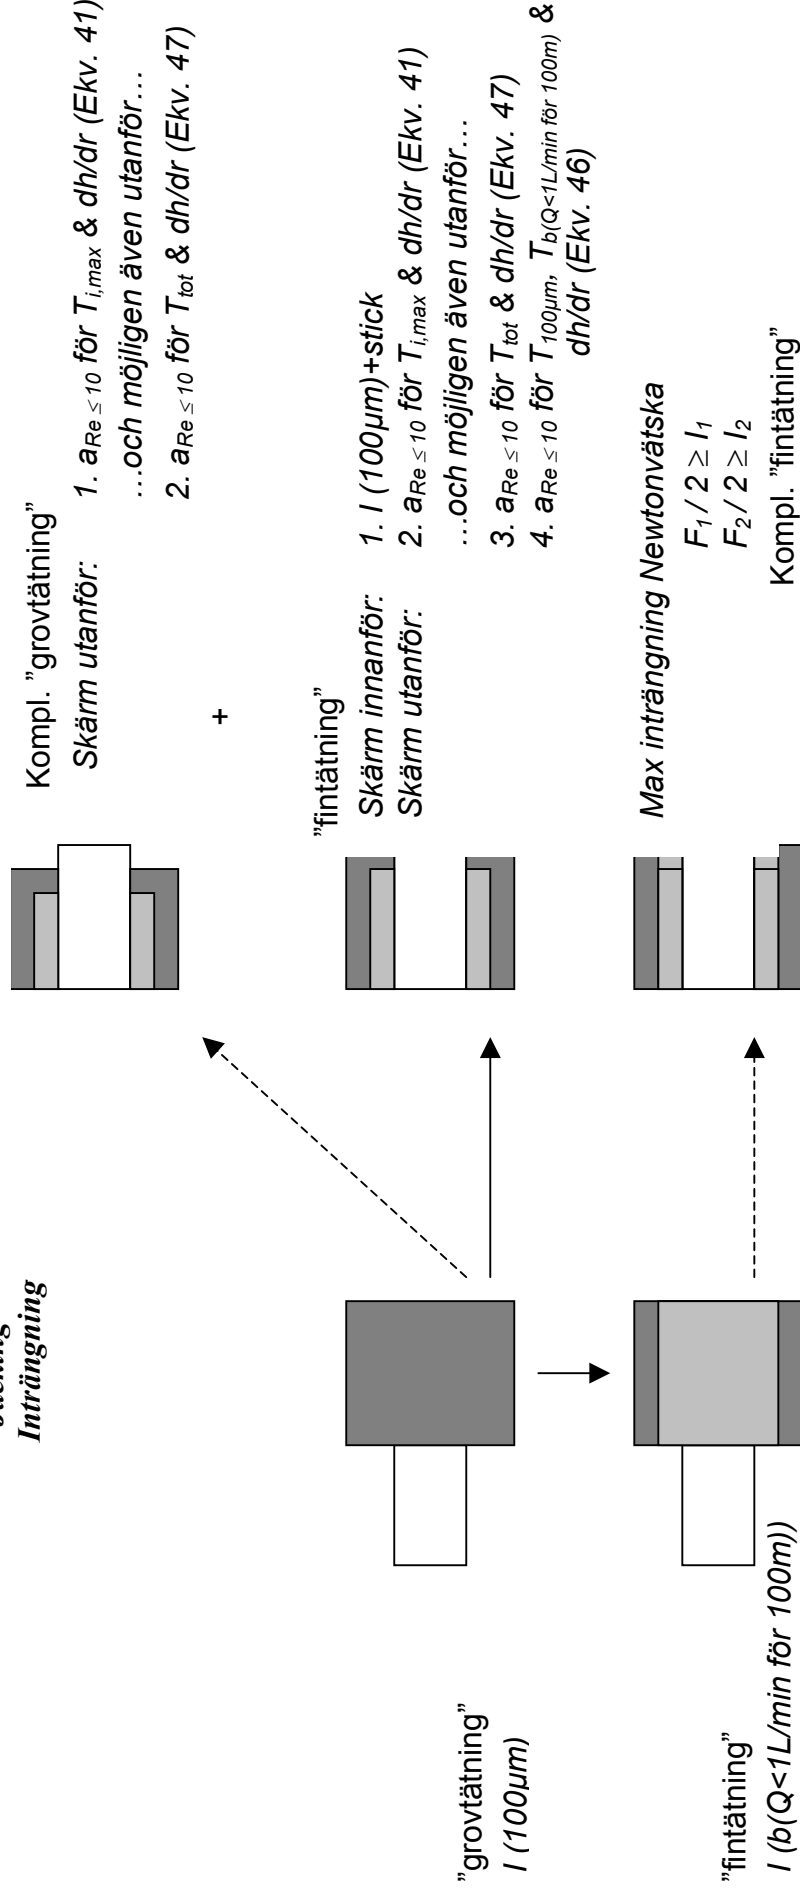 Inträngning
Kompl. ”grovtätning”
Skärm utanför: 1. a_{Re ≤ 10} för T_{i,max} & dh/dr (Ekv. 41)
…och möjligen även utanför…
2. a_{Re ≤ 10} för T_{tot} & dh/dr (Ekv. 47)
+
”fintätning”
Skärm innanför: 1. I (100μm)+stick
Skärm utanför: 2. a_{Re ≤ 10} för T_{i,max} & dh/dr (Ekv. 41)
…och möjligen även utanför…
3. a_{Re ≤ 10} för T_{tot} & dh/dr (Ekv. 47)
4. a_{Re ≤ 10} för T_{100μm}, T_{b(Q<1L/min för 100m)} &
dh/dr (Ekv. 46)
”grovtätning”
I (100μm)
Max inträngning Newtonvätska
F_1 / 2 ≥ I_1
F_2 / 2 ≥ I_2
Kompl. ”fintätning”
”fintätning”
I (b(Q<1L/min för 100m))